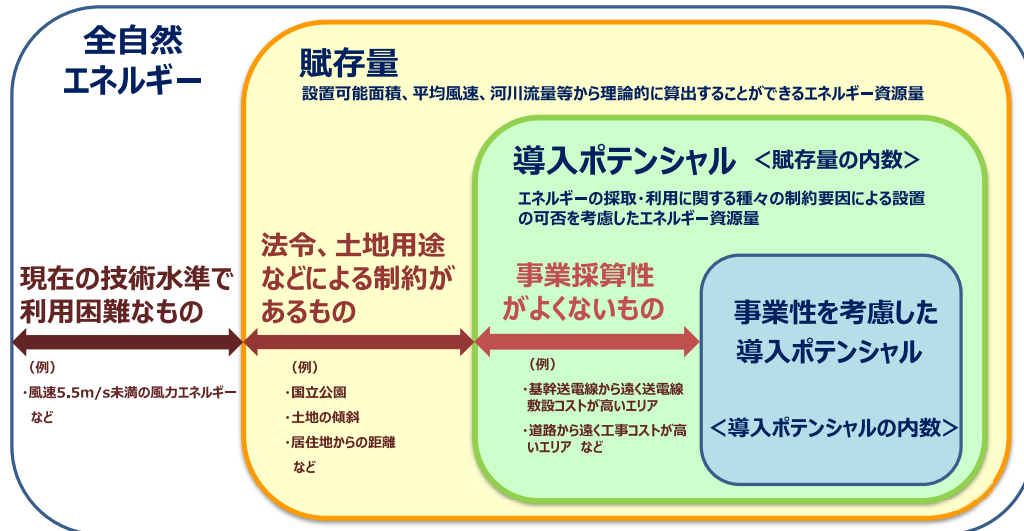 全自然
エネルギー
賦存量
設置可能面積、平均風速、河川流量等から理論的に算出することができるエネルギー資源量
導入ポテンシャル ＜賦存量の内数＞
エネルギーの採取・利用に関する種々の制約要因による設置
の可否を考慮したエネルギー資源量
現在の技術水準で
利用困難なもの
（例）
・風速5.5m/s未満の風力エネルギー
など
法令、土地用途
などによる制約が
あるもの
（例）
・国立公園
・土地の傾斜
・居住地からの距離
など
事業採算性
がよくないもの
（例）
・基幹送電線から遠く送電線
敷設コストが高いエリア
・道路から遠く工事コストが高
いエリア など
事業性を考慮した
導入ポテンシャル
＜導入ポテンシャルの内数＞